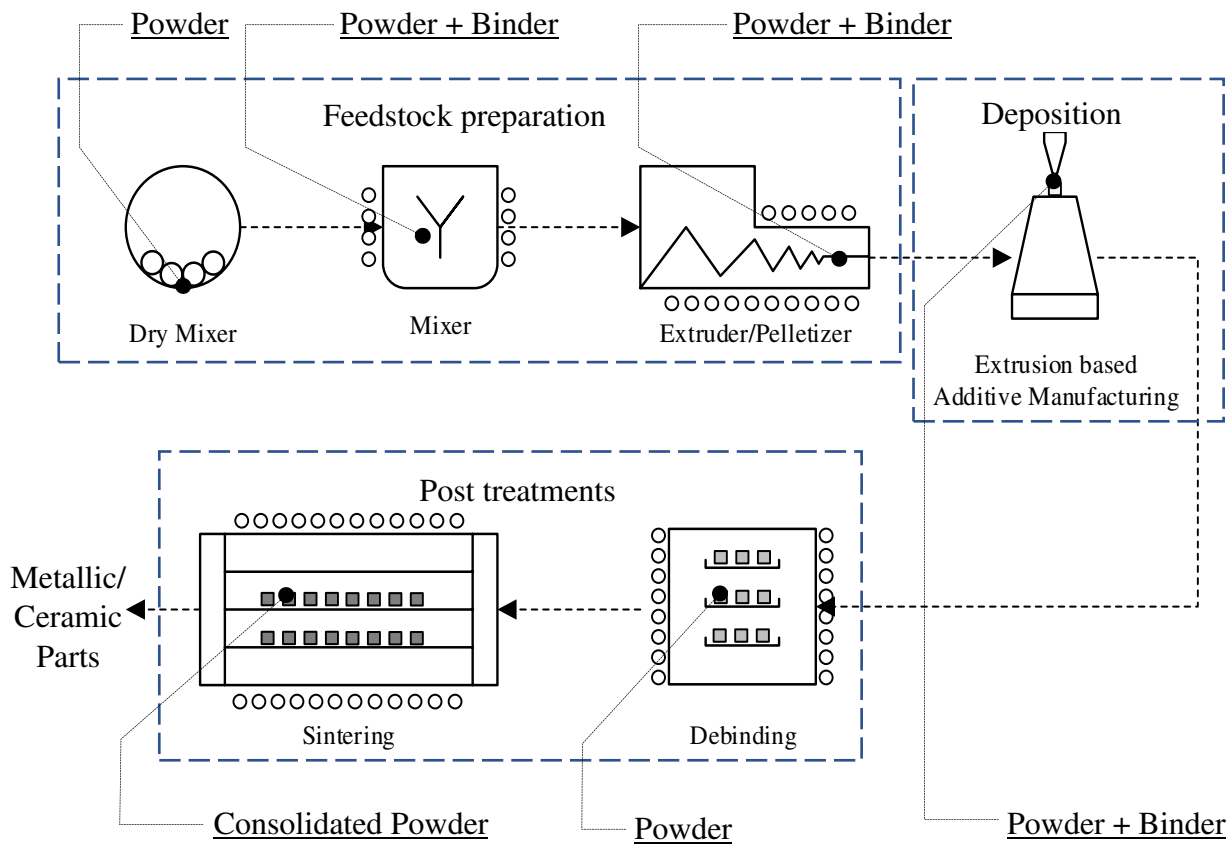 Powder
Powder + Binder
Powder + Binder
Feedstock preparation
Deposition
Dry Mixer
Mixer
Extruder/Pelletizer
Extrusion based
Additive Manufacturing
Post treatments
Metallic/
Ceramic
Parts
Sintering
Debinding
Consolidated Powder
Powder
Powder + Binder